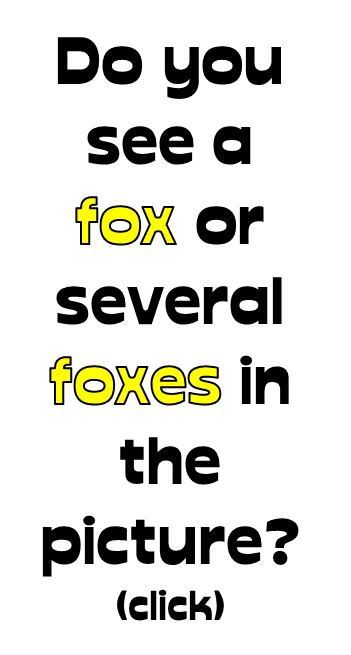 Do you
see a
fox or
several
foxes in
the
picture?
(click)